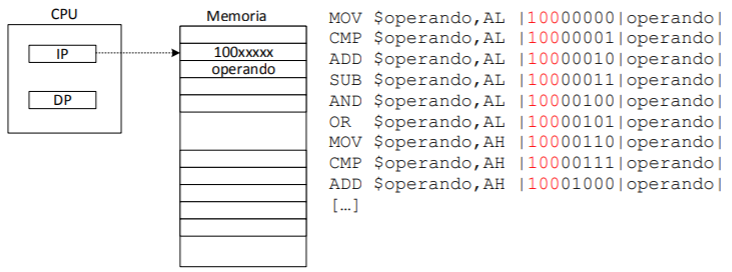 CPU
IP
DP
Memoria
100xxxxx
operando
MOV $operando,AL |10000000|operando|
CMP $operando,AL |10000001|operando|
ADD $operando,AL |10000010|operando|
SUB $operando,AL |10000011|operando|
AND $operando,AL |10000100|operando|
OR  $operando,AL |10000101|operando|
MOV $operando,AH |10000110|operando|
CMP $operando,AH |10000111|operando|
ADD $operando,AH |10001000|operando|
[…]